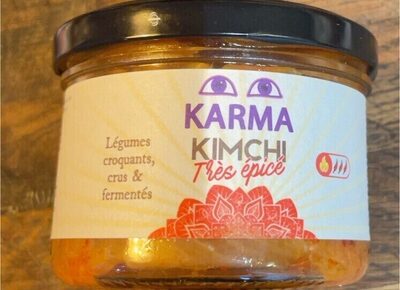 KARMA
KIMCHI
Très épicé
Légumes
croquants,
crus &
fermentés